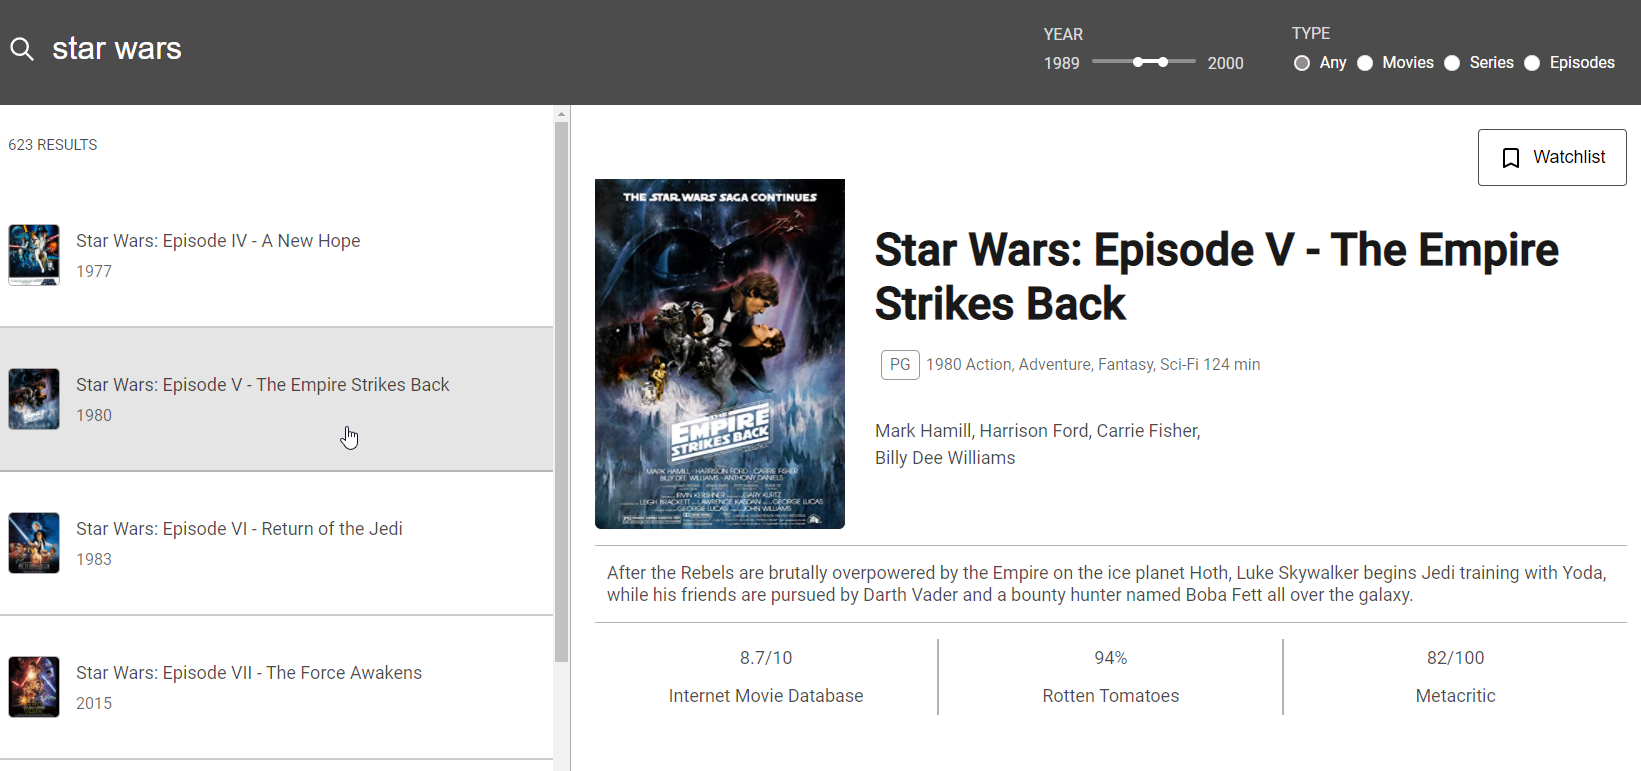 star wars
YEAR
1989
2000
TYPE
Any
Movies
Series
Episodes
623 RESULTS
Star Wars: Episode IV - A New Hope
1977
Star Wars: Episode V - The Empire Strikes Back
1980
Star Wars: Episode VI - Return of the Jedi
1983
Star Wars: Episode VII - The Force Awakens
2015
Watchlist
THE STAR WARS SAGA CONTINUES
THE
EMPIRE
STRIKES BACK
MARK HAMILL · HARRISON FORD · CARRIE FISHER
BILLY DEE WILLIAMS · ANTHONY DANIELS
IRVIN KERSHNER GARY KURTZ
LEIGH BRACKETT LAWRENCE KASDAN GEORGE LUCAS
GEORGE LUCAS JOHN WILLIAMS
Star Wars: Episode V - The Empire
Strikes Back
PG
1980 Action, Adventure, Fantasy, Sci-Fi 124 min
Mark Hamill, Harrison Ford, Carrie Fisher,
Billy Dee Williams
After the Rebels are brutally overpowered by the Empire on the ice planet Hoth, Luke Skywalker begins Jedi training with Yoda,
while his friends are pursued by Darth Vader and a bounty hunter named Boba Fett all over the galaxy.
8.7/10
Internet Movie Database
94%
Rotten Tomatoes
82/100
Metacritic